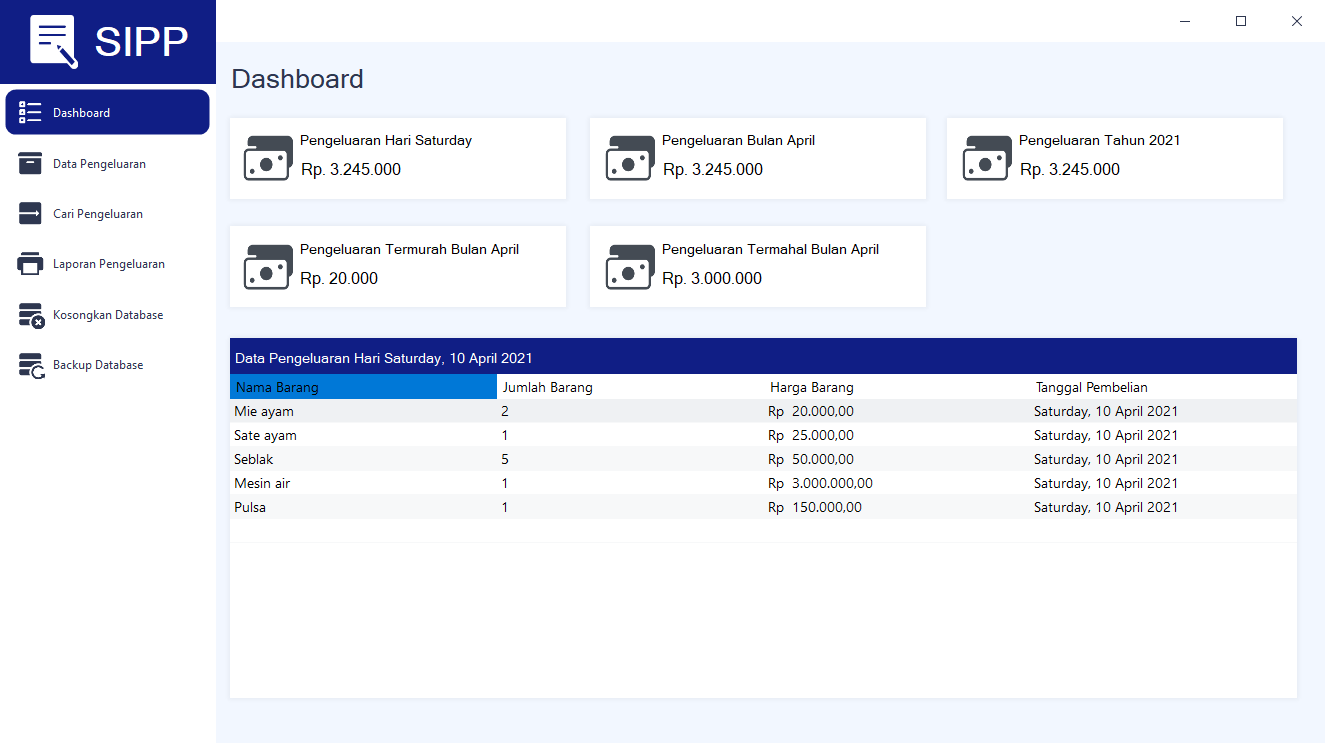 SIPP
Dashboard
Data Pengeluaran
Cari Pengeluaran
Laporan Pengeluaran
Kosongkan Database
Backup Database
Dashboard
Pengeluaran Hari Saturday
Rp. 3.245.000
Pengeluaran Bulan April
Rp. 3.245.000
Pengeluaran Tahun 2021
Rp. 3.245.000
Pengeluaran Termurah Bulan April
Rp. 20.000
Pengeluaran Termahal Bulan April
Rp. 3.000.000
Data Pengeluaran Hari Saturday, 10 April 2021
Nama Barang Jumlah Barang Harga Barang Tanggal Pembelian
Mie ayam 2 Rp 20.000,00 Saturday, 10 April 2021
Sate ayam 1 Rp 25.000,00 Saturday, 10 April 2021
Seblak 5 Rp 50.000,00 Saturday, 10 April 2021
Mesin air 1 Rp 3.000.000,00 Saturday, 10 April 2021
Pulsa 1 Rp 150.000,00 Saturday, 10 April 2021